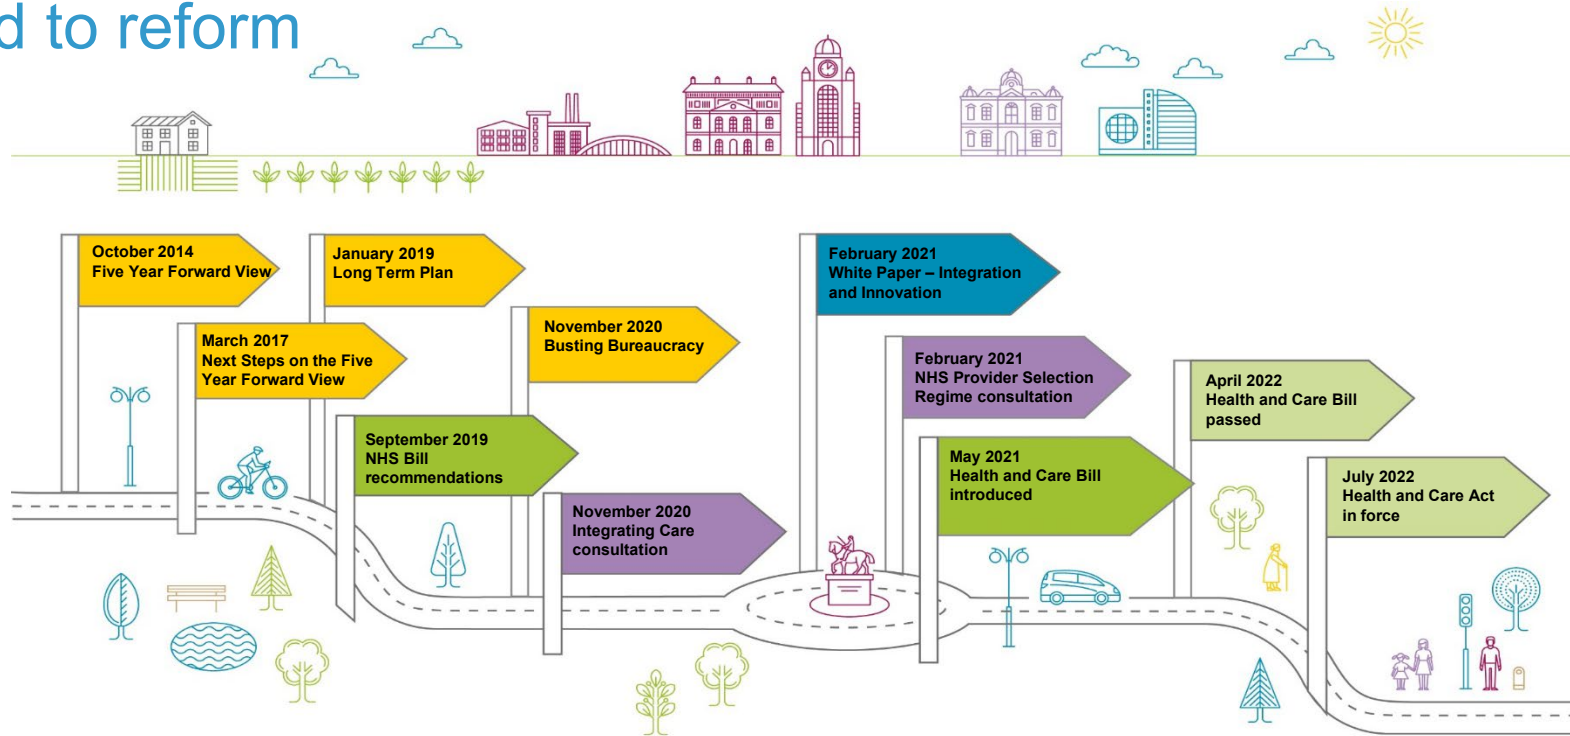 d to reform
October 2014
Five Year Forward View
March 2017
Next Steps on the Five
Year Forward View
January 2019
Long Term Plan
September 2019
NHS Bill
recommendations
November 2020
Busting Bureaucracy
November 2020
Integrating Care
consultation
February 2021
White Paper – Integration
and Innovation
February 2021
NHS Provider Selection
Regime consultation
May 2021
Health and Care Bill
introduced
April 2022
Health and Care Bill
passed
July 2022
Health and Care Act
in force